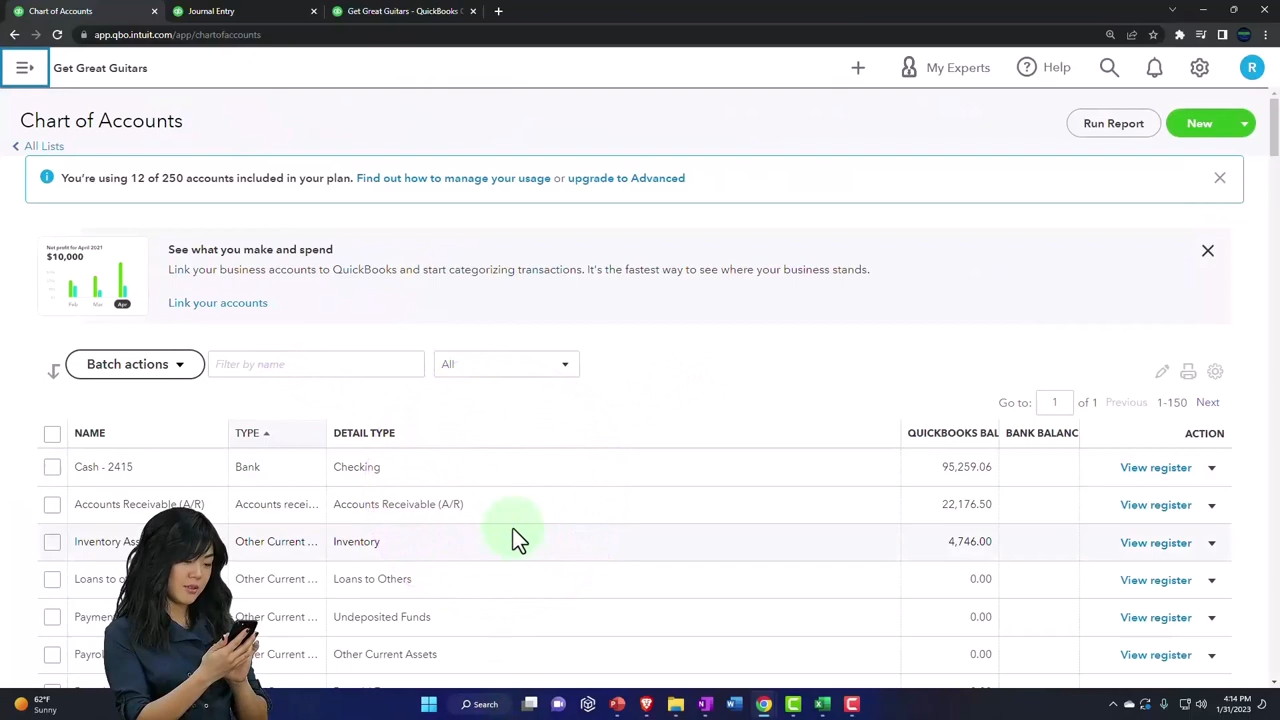 Chart of Accounts
Journal Entry
Get Great Guitars - QuickBooks
app.qbo.intuit.com/app/chartofaccounts
Get Great Guitars
My Experts
Help
R
Chart of Accounts
Run Report
New
All Lists
You're using 12 of 250 accounts included in your plan. Find out how to manage your usage or upgrade to Advanced
Net profit for April 2021
$10,000
Feb Mar Apr
See what you make and spend
Link your business accounts to QuickBooks and start categorizing transactions. It's the fastest way to see where your business stands.
Link your accounts
Batch actions
Filter by name
All
Go to: 1 of 1 Previous 1-150 Next
NAME TYPE DETAIL TYPE QUICKBOOKS BAL BANK BALANC ACTION
Cash - 2415 Bank Checking 95,259.06 View register
Accounts Receivable (A/R) Accounts recei... Accounts Receivable (A/R) 22,176.50 View register
Inventory Ass Other Current ... Inventory 4,746.00 View register
Loans to o Other Current ... Loans to Others 0.00 View register
Paymen Other Current ... Undeposited Funds 0.00 View register
Payro Other Current ... Other Current Assets 0.00 View register
62°F
Sunny
Search
4:14 PM
1/31/2023